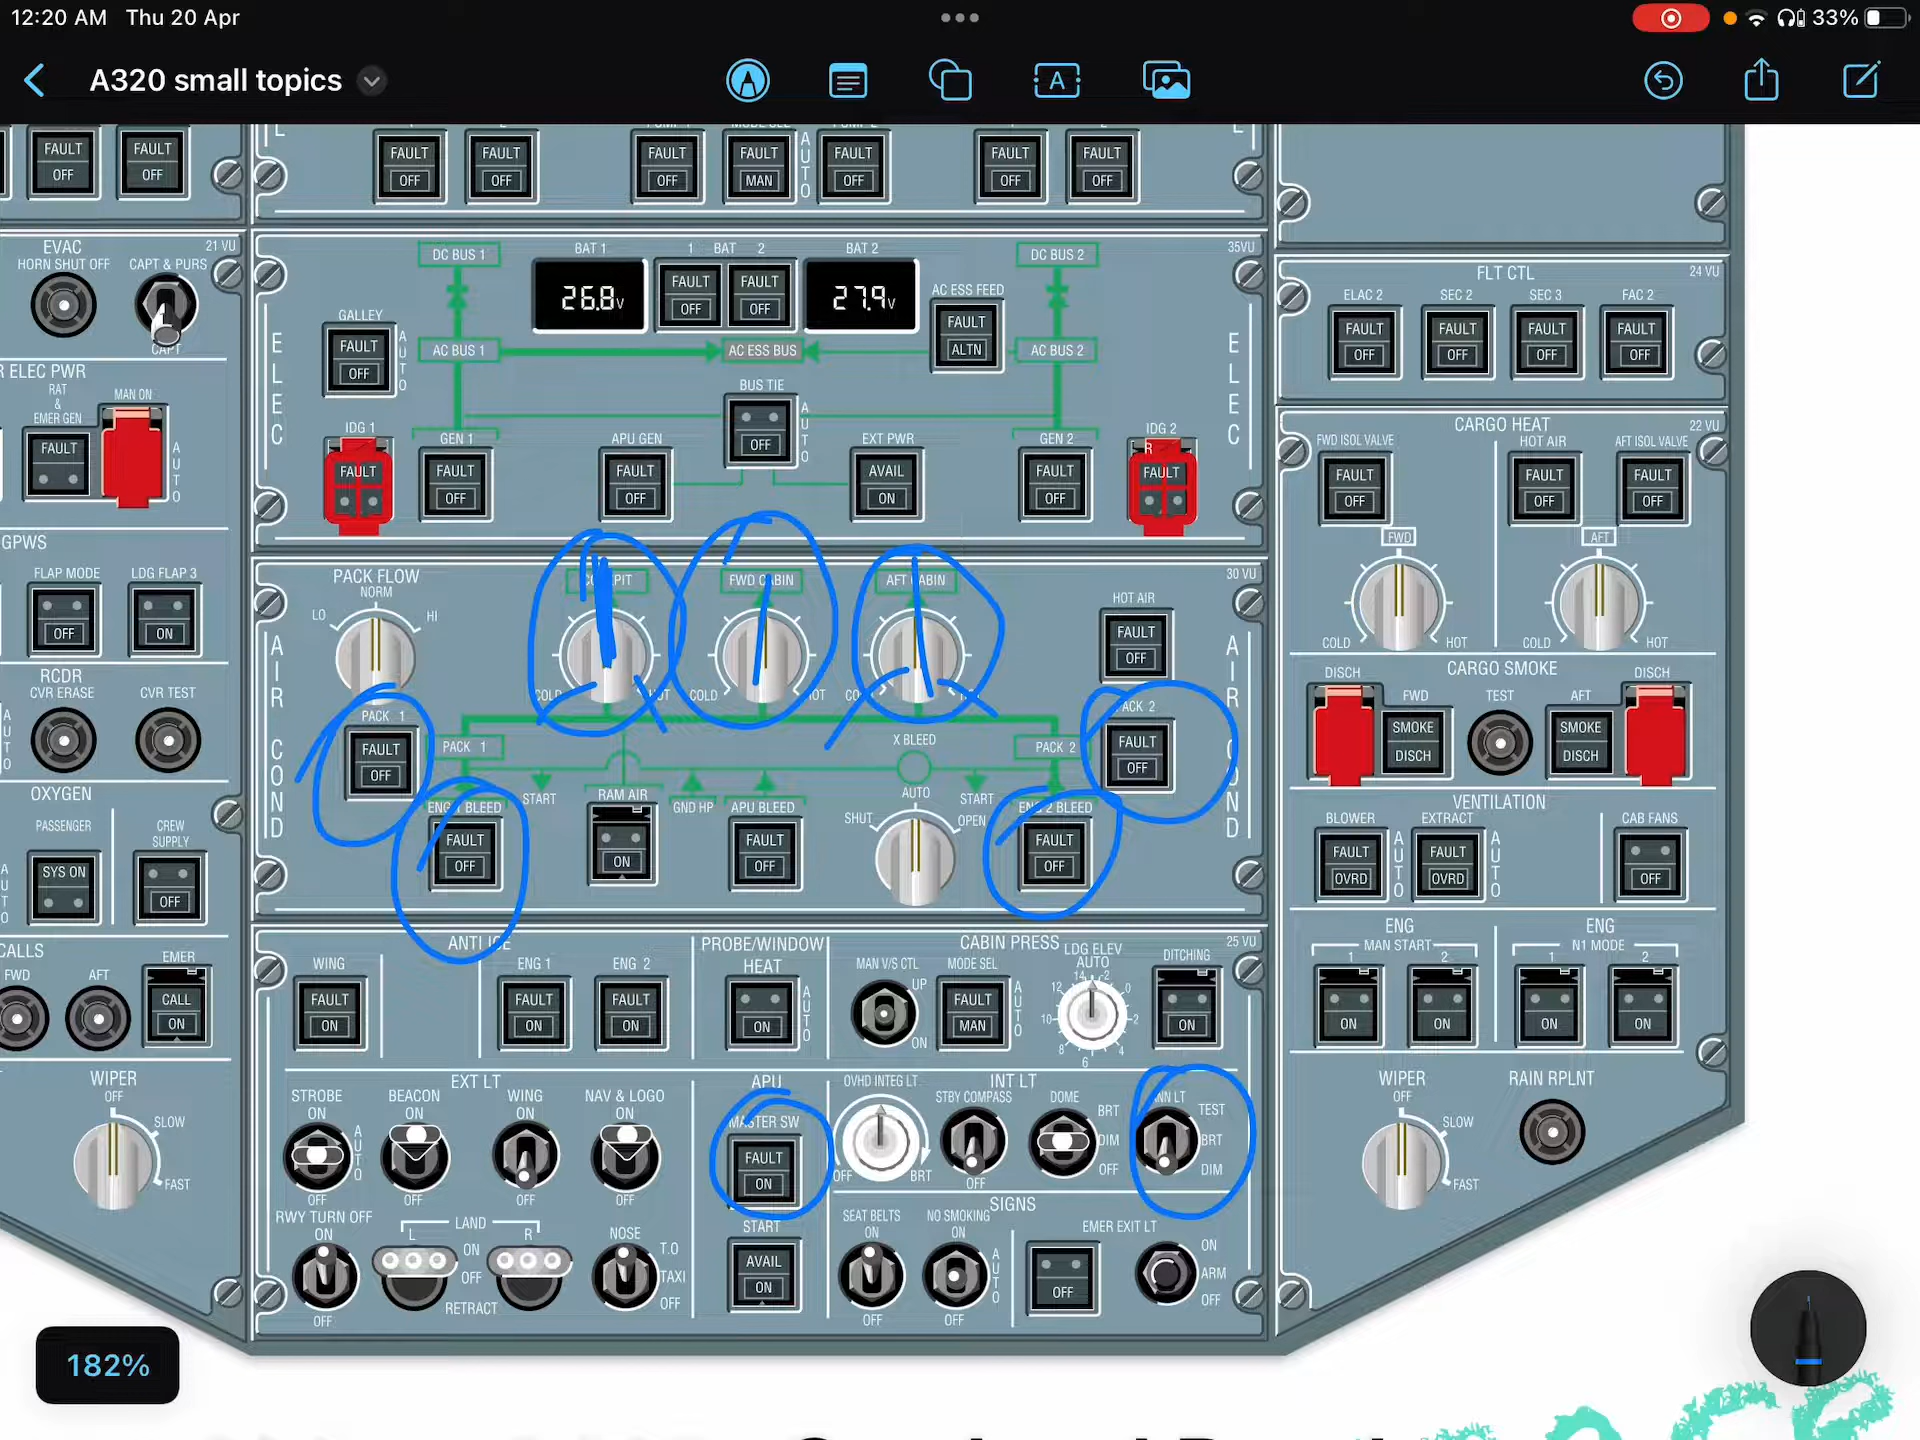 12:20 AM Thu 20 Apr
33%
A320 small topics
A
FAULT
OFF
FAULT
OFF
FAULT
OFF
FAULT
OFF
FAULT
OFF
FAULT
MAN
AUTO
FAULT
OFF
FAULT
OFF
FAULT
OFF
EVAC
21 VU
HORN SHUT OFF
CAPT & PURS
CAPT
ELEC PWR
RAT
&
EMER GEN
MAN ON
FAULT
AUTO
GPWS
FLAP MODE
LDG FLAP 3
OFF
ON
RCDR
CVR ERASE
CVR TEST
AUTO
OXYGEN
PASSENGER
CREW
SUPPLY
AUTO
SYS ON
OFF
CALLS
FWD
AFT
EMER
CALL
ON
WIPER
OFF
SLOW
FAST
35VU
ELEC
DC BUS 1
BAT 1
1 BAT 2
BAT 2
DC BUS 2
26.8V
FAULT
OFF
FAULT
OFF
27.9V
GALLEY
FAULT
OFF
AUTO
AC ESS FEED
FAULT
ALTN
AC BUS 1
AC ESS BUS
AC BUS 2
BUS TIE
OFF
AUTO
ELEC
IDG 1
FAULT
GEN 1
FAULT
OFF
APU GEN
FAULT
OFF
EXT PWR
AVAIL
ON
GEN 2
FAULT
OFF
IDG 2
R
FAULT
30 VU
AIR COND
PACK FLOW
NORM
LO
HI
FWD CABIN
AFT CABIN
COLD
HOT
COLD
HOT AIR
FAULT
OFF
AIR COND
PACK 1
FAULT
OFF
PACK 1
X BLEED
PACK 2
PACK 2
FAULT
OFF
START
RAM AIR
ON
GND HP
APU BLEED
FAULT
OFF
AUTO
SHUT
OPEN
START
FAULT
OFF
ENG 2 BLEED
FAULT
OFF
25 VU
ANTI ICE
WING
FAULT
ON
ENG 1
FAULT
ON
ENG 2
FAULT
ON
PROBE/WINDOW
HEAT
ON
AUTO
CABIN PRESS
MAN V/S CTL
UP
ON
MODE SEL
FAULT
MAN
AUTO
LDG ELEV
AUTO
14
-2
12
0
10
2
8
6
4
DITCHING
ON
EXT LT
STROBE
ON
AUTO
OFF
BEACON
ON
OFF
WING
ON
OFF
NAV & LOGO
ON
OFF
RWY TURN OFF
ON
OFF
LAND
L
R
ON
OFF
RETRACT
NOSE
T.O
TAXI
OFF
APU
MASTER SW
FAULT
ON
START
AVAIL
ON
INT LT
OVHD INTEG LT
OFF
BRT
STBY COMPASS
OFF
DOME
BRT
DIM
OFF
TEST
BRT
DIM
SIGNS
SEAT BELTS
ON
OFF
NO SMOKING
ON
AUTO
OFF
EMER EXIT LT
OFF
ON
ARM
OFF
FLT CTL
24 VU
ELAC 2
FAULT
OFF
SEC 2
FAULT
OFF
SEC 3
FAULT
OFF
FAC 2
FAULT
OFF
CARGO HEAT
22 VU
FWD ISOL VALVE
FAULT
OFF
HOT AIR
FAULT
OFF
AFT ISOL VALVE
FAULT
OFF
FWD
COLD
HOT
AFT
COLD
HOT
CARGO SMOKE
DISCH
FWD
SMOKE
DISCH
TEST
AFT
SMOKE
DISCH
DISCH
VENTILATION
BLOWER
FAULT
OVRD
AUTO
EXTRACT
FAULT
OVRD
AUTO
CAB FANS
OFF
ENG
MAN START
1
2
ON
ON
ENG
N1 MODE
1
2
ON
ON
WIPER
OFF
SLOW
FAST
RAIN RPLNT
182%